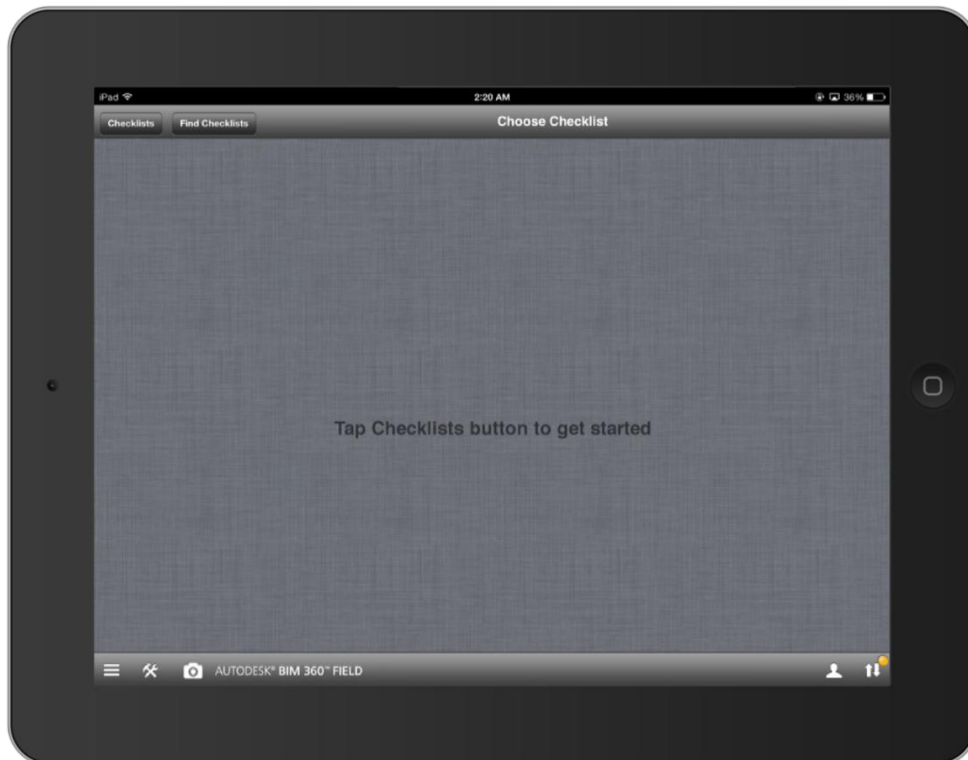 iPad 2:20 AM 36%
Checklists Find Checklists Choose Checklist
Tap Checklists button to get started
AUTODESK® BIM 360™ FIELD